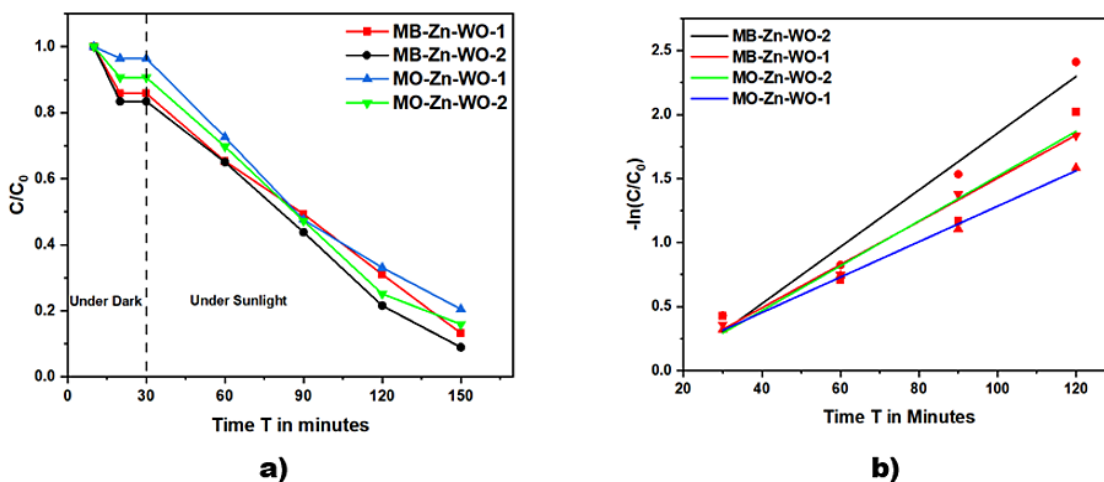 MB-Zn-WO-1
MB-Zn-WO-2
MO-Zn-WO-1
MO-Zn-WO-2
1.0
0.8
0.6
0.4
0.2
0.0
C/C₀
Under Dark
Under Sunlight
0 30 60 90 120 150
Time T in minutes
a)
MB-Zn-WO-2
MB-Zn-WO-1
MO-Zn-WO-2
MO-Zn-WO-1
2.5
2.0
1.5
1.0
0.5
0.0
-ln(C/C₀)
20 40 60 80 100 120
Time T in Minutes
b)